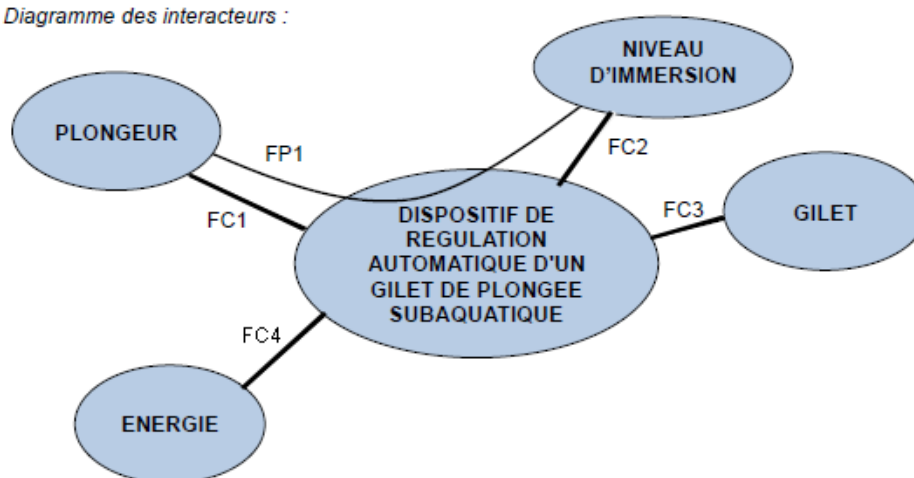 Diagramme des interacteurs :
NIVEAU
D'IMMERSION
PLONGEUR
FP1
FC2
FC1
FC3
GILET
DISPOSITIF DE
REGULATION
AUTOMATIQUE D'UN
GILET DE PLONGEE
SUBAQUATIQUE
FC4
ENERGIE